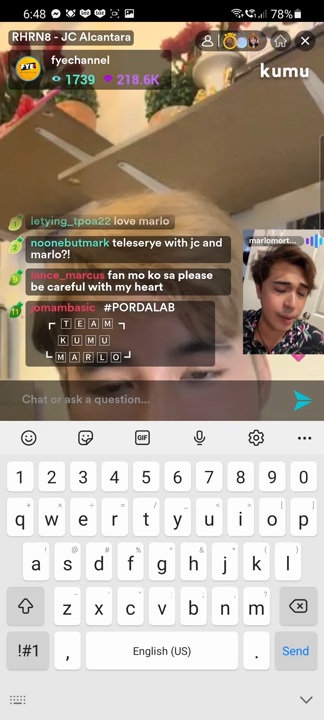 6:48
78%
RHRN8 - JC Alcantara
FYE
fyechannel
1739 218.6K
kumu
letying_tpoa22 love marlo
noonebutmark teleserye with jc and
marlo?!
mariomort...
lance_marcus fan mo ko sa please
be careful with my heart
jomambasic #PORDALAB
TEAM
KUMU
MARLO
Chat or ask a question...
GIF
1 2 3 4 5 6 7 8 9 0
q w e r t y u i o p
a s d f g h j k l
z x c v b n m
!#1 , English (US) . Send